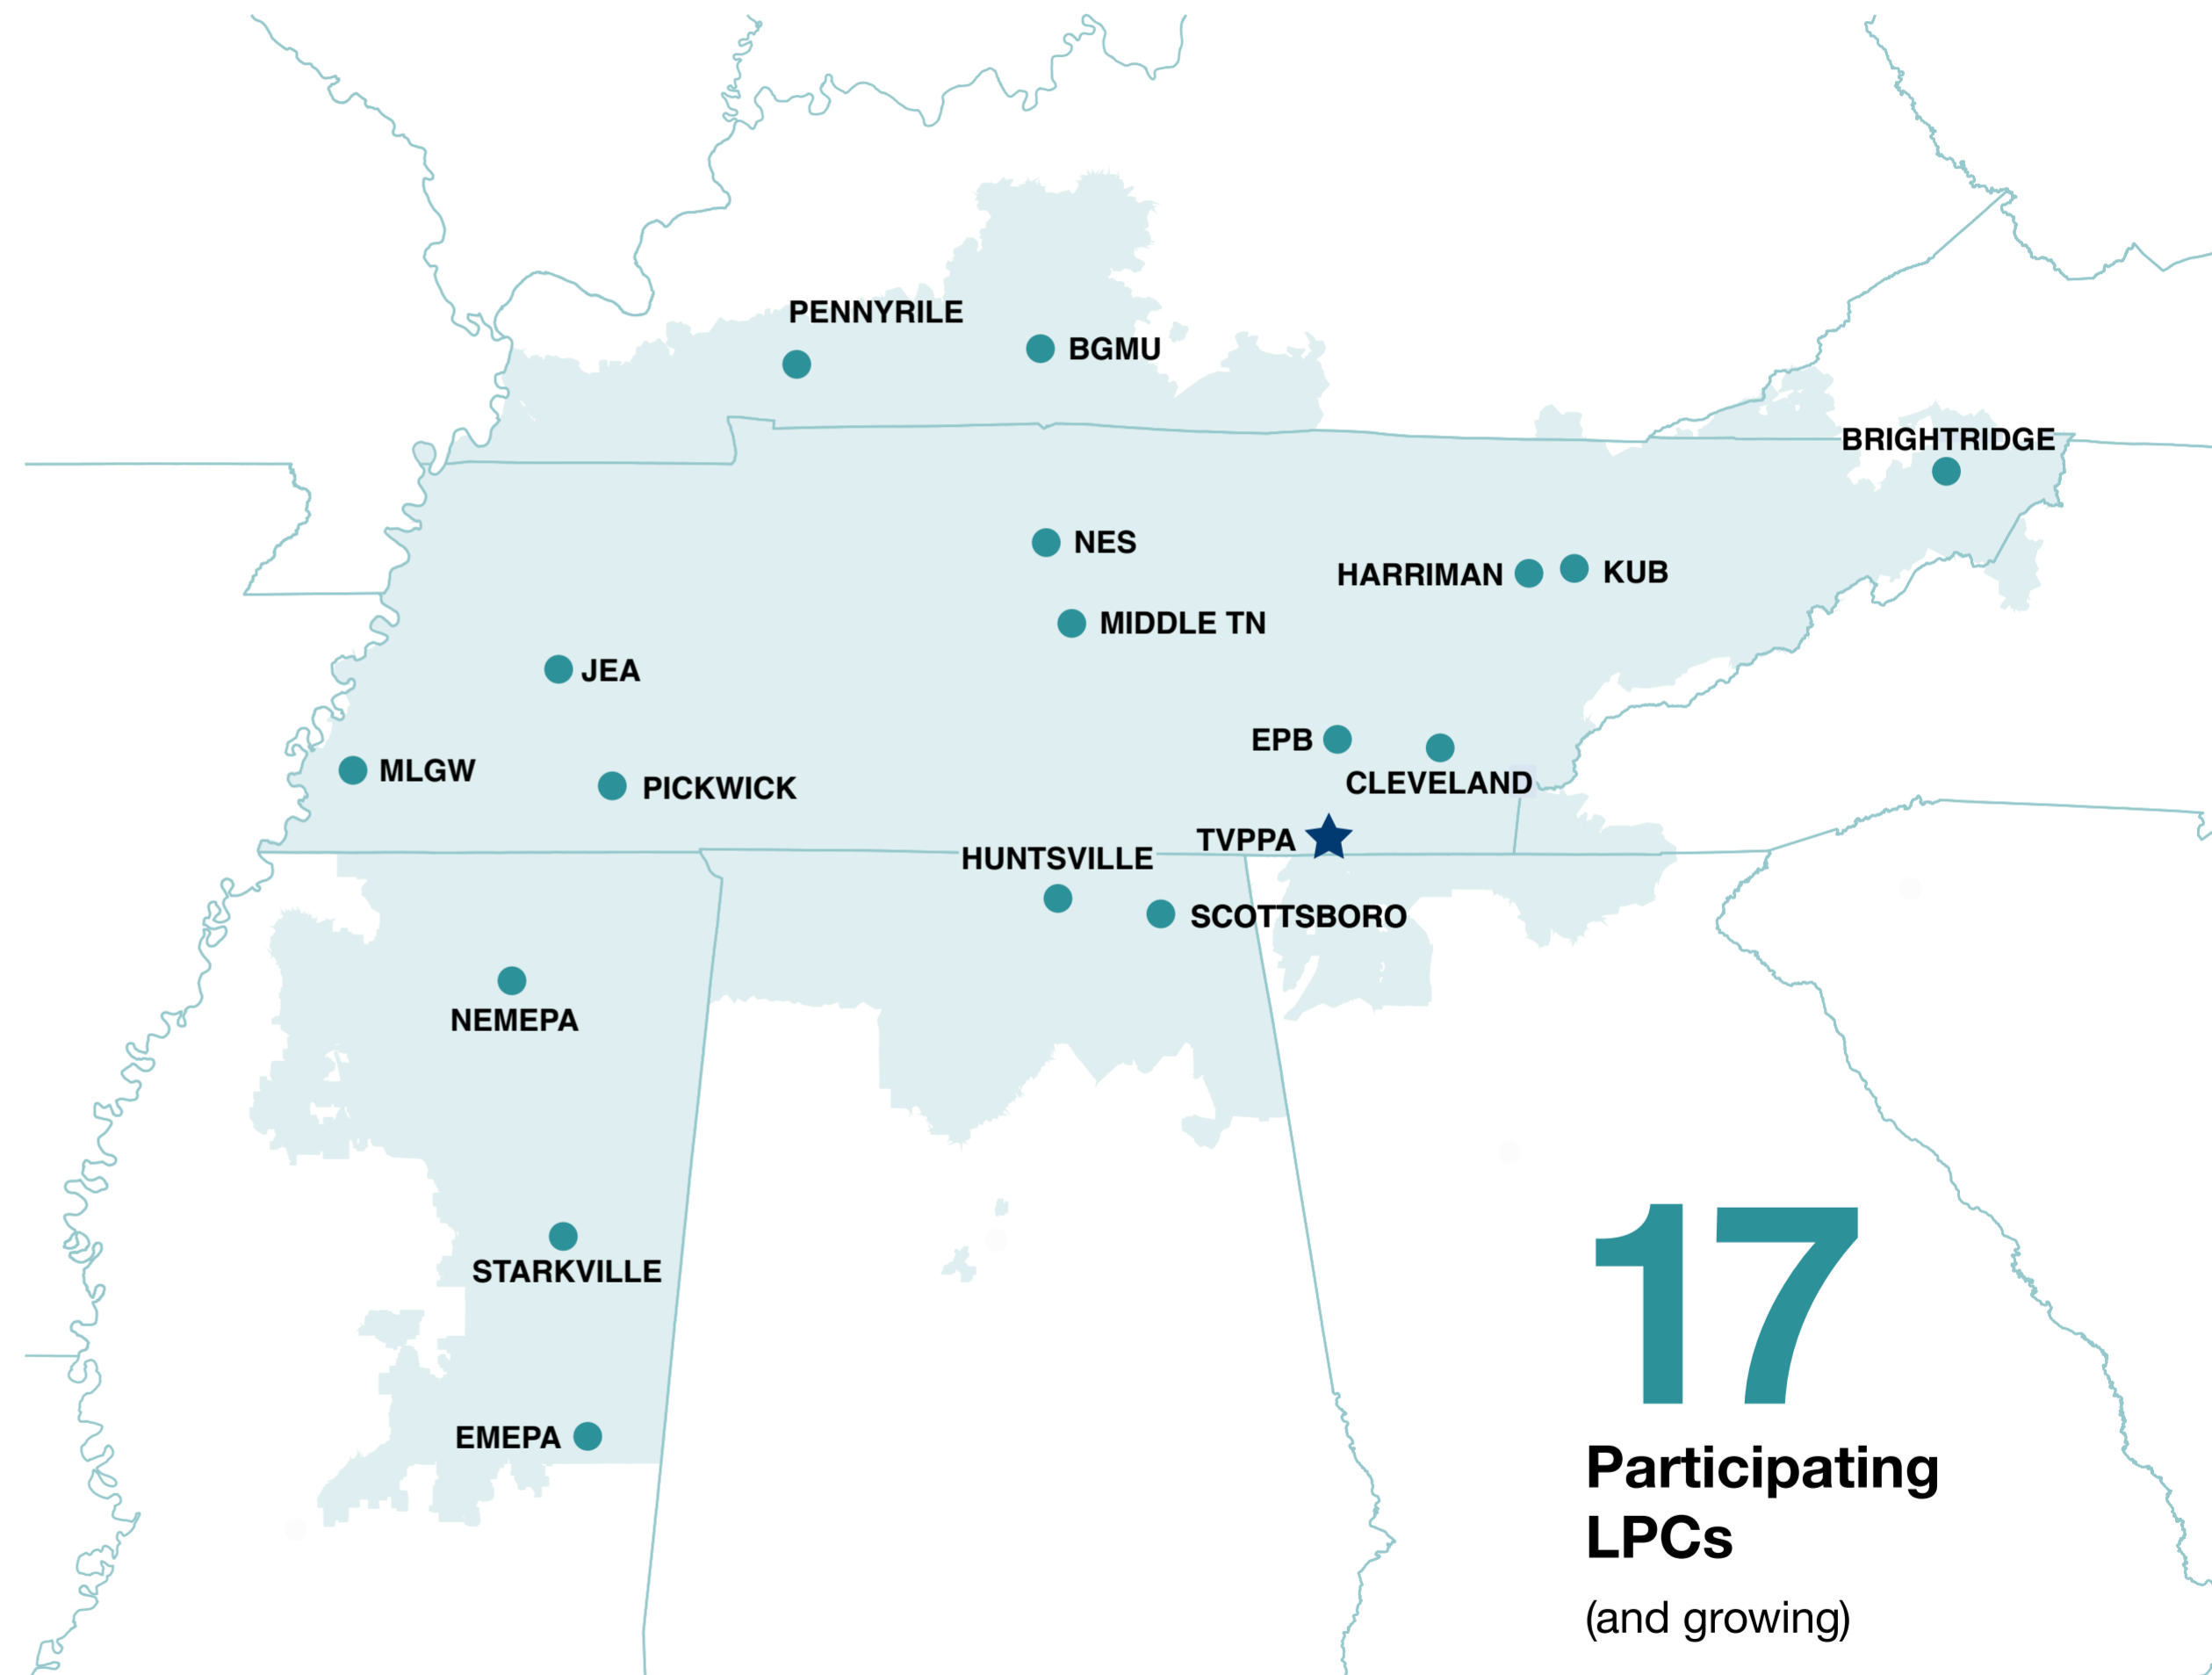 PENNYRILE
BGMU
BRIGHTRIDGE
NES
HARRIMAN
KUB
MIDDLE TN
JEA
EPB
CLEVELAND
MLGW
PICKWICK
TVPPA
HUNTSVILLE
SCOTTSBORO
NEMEPA
STARKVILLE
EMEPA
17
Participating
LPCs
(and growing)